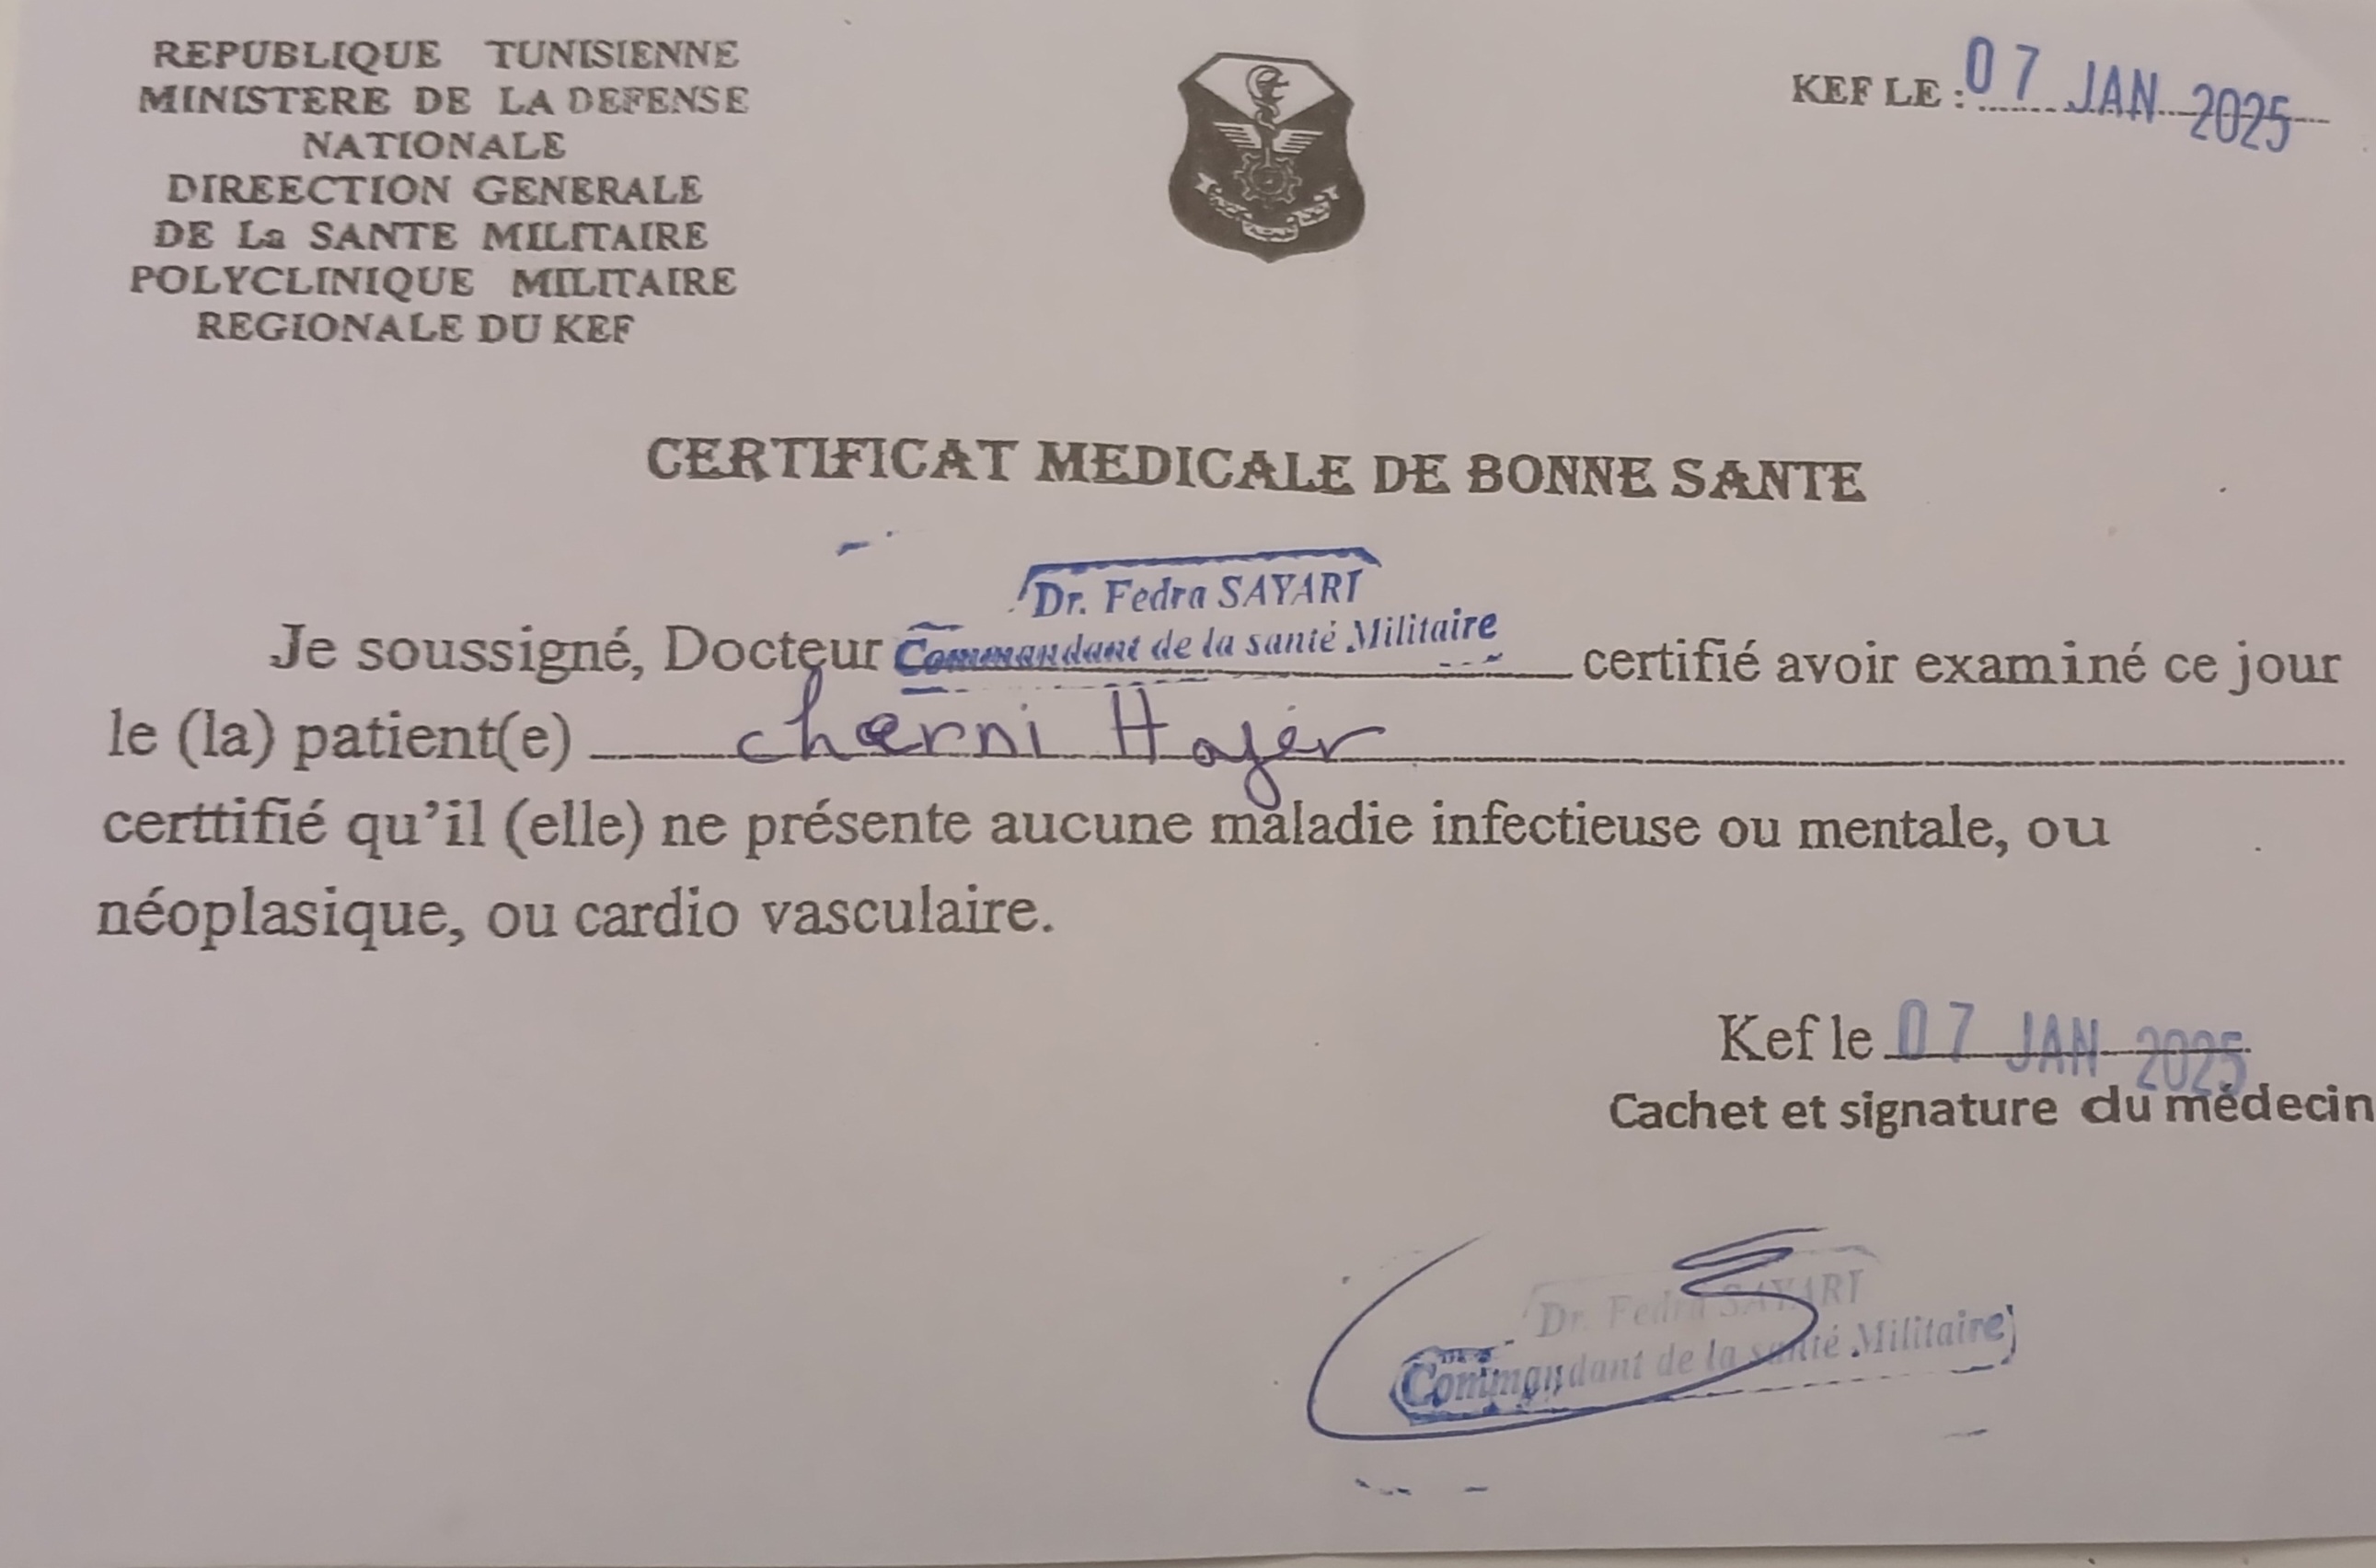 REPUBLIQUE TUNISIENNE
MINISTERE DE LA DEFENSE
NATIONALE
DIREECTION GENERALE
DE La SANTE MILITAIRE
POLYCLINIQUE MILITAIRE
REGIONALE DU KEF
KEF LE : 07 JAN 2025
CERTIFICAT MEDICALE DE BONNE SANTE
Dr. Fedra SAYARI
Je soussigné, Docteur Commandant de la santé Militaire certifié avoir examiné ce jour
le (la) patient(e) cherni Hajer
certtifié qu'il (elle) ne présente aucune maladie infectieuse ou mentale, ou
néoplasique, ou cardio vasculaire.
Kef le 07 JAN 2025
Cachet et signature du médecin
Dr. Fedra SAYARI
Commandant de la santé Militaire